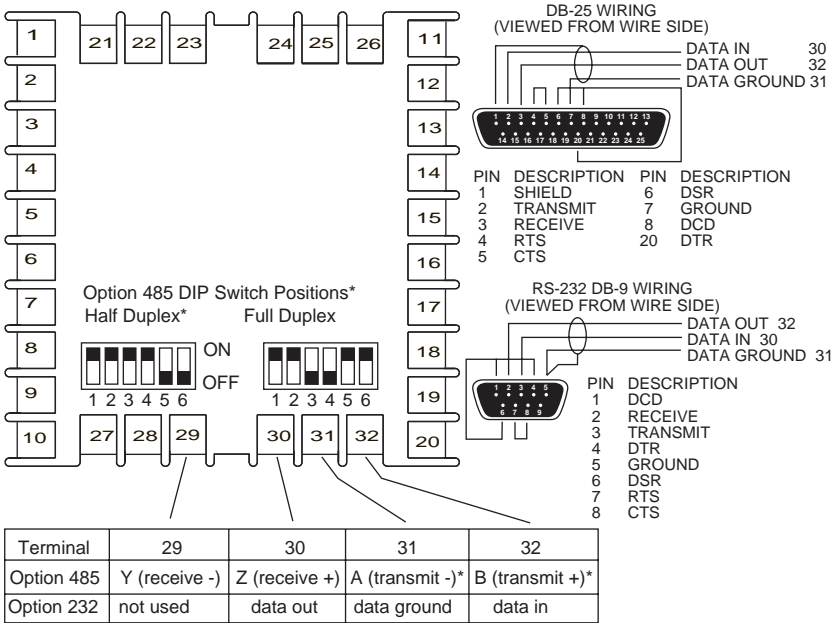 DB-25 WIRING
(VIEWED FROM WIRE SIDE)
DATA IN 30
DATA OUT 32
DATA GROUND 31
1 2 3 4 5 6 7 8 9 10 11 12 13
14 15 16 17 18 19 20 21 22 23 24 25
PIN DESCRIPTION PIN DESCRIPTION
1 SHIELD 6 DSR
2 TRANSMIT 7 GROUND
3 RECEIVE 8 DCD
4 RTS 20 DTR
5 CTS
RS-232 DB-9 WIRING
(VIEWED FROM WIRE SIDE)
DATA OUT 32
DATA IN 30
DATA GROUND 31
1 2 3 4 5
6 7 8 9
PIN DESCRIPTION
1 DCD
2 RECEIVE
3 TRANSMIT
4 DTR
5 GROUND
6 DSR
7 RTS
8 CTS
1 21 22 23 24 25 26 11
2 12
3 13
4 14
5 15
6 16
7 17
8 18
9 19
10 27 28 29 30 31 32 20
Option 485 DIP Switch Positions*
Half Duplex* Full Duplex
ON
OFF
1 2 3 4 5 6 1 2 3 4 5 6
Terminal 29 30 31 32
Option 485 Y (receive -) Z (receive +) A (transmit -)* B (transmit +)*
Option 232 not used data out data ground data in